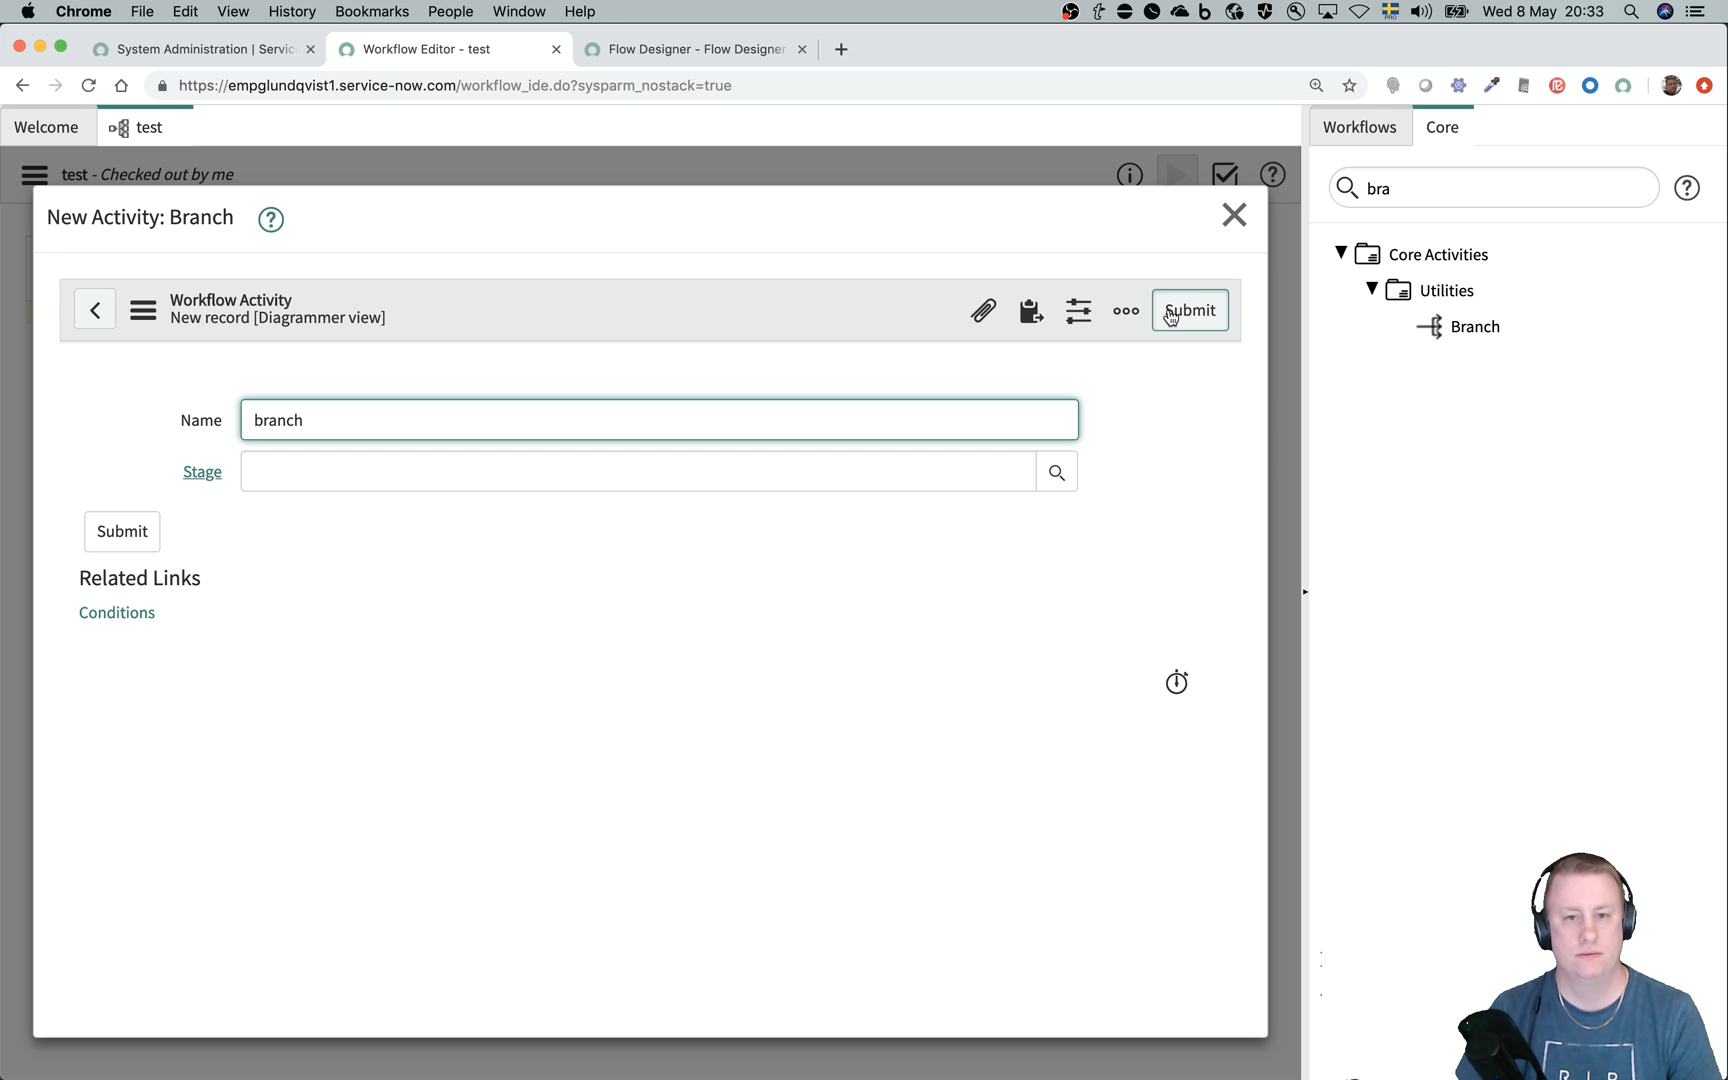 Chrome File Edit View History Bookmarks People Window Help Wed 8 May 20:33
System Administration | Servic Workflow Editor - test Flow Designer - Flow Designer
https://empglundqvist1.service-now.com/workflow_ide.do?sysparm_nostack=true
Welcome test Workflows Core
test - Checked out by me
bra
New Activity: Branch
Core Activities
Utilities
Branch
Workflow Activity
New record [Diagrammer view]
Submit
Name branch
Stage
Submit
Related Links
Conditions